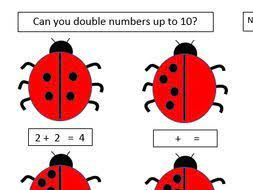 Can you double numbers up to 10?
N
2 + 2 = 4
+ =